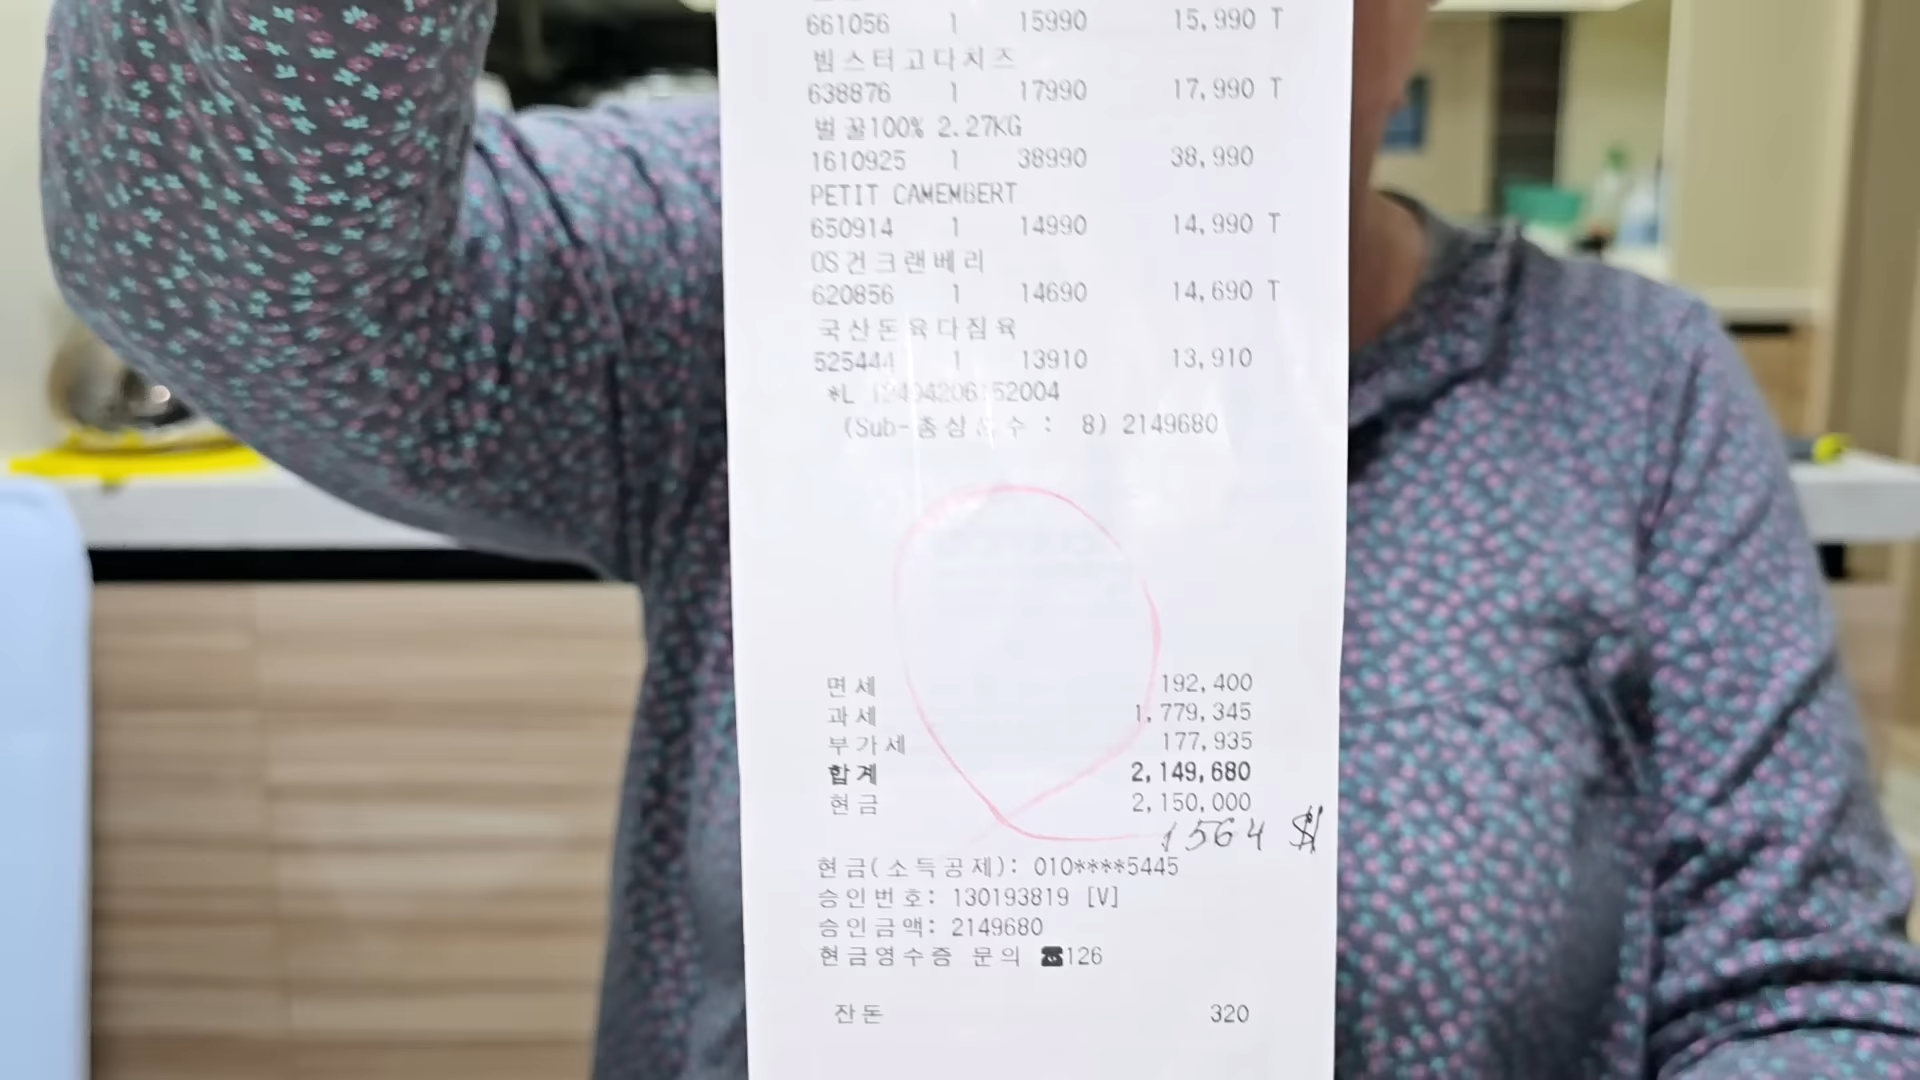 661056 1 15990 15,990 T
빔스터고다치즈
638876 1 17990 17,990 T
벌꿀100% 2.27KG
1610925 1 38990 38,990
PETIT CAMEMBERT
650914 1 14990 14,990 T
OS건크랜베리
620856 1 14690 14,690 T
국산돈육다짐육
525444 1 13910 13,910
*L
(Sub-총상품수 : 8) 2149680
면세 192,400
과세 1,779,345
부가세 177,935
합계 2,149,680
현금 2,150,000
1564 $
현금(소득공제): 010****5445
승인번호: 130193819 [V]
승인금액: 2149680
현금영수증 문의 ☎126
잔돈 320